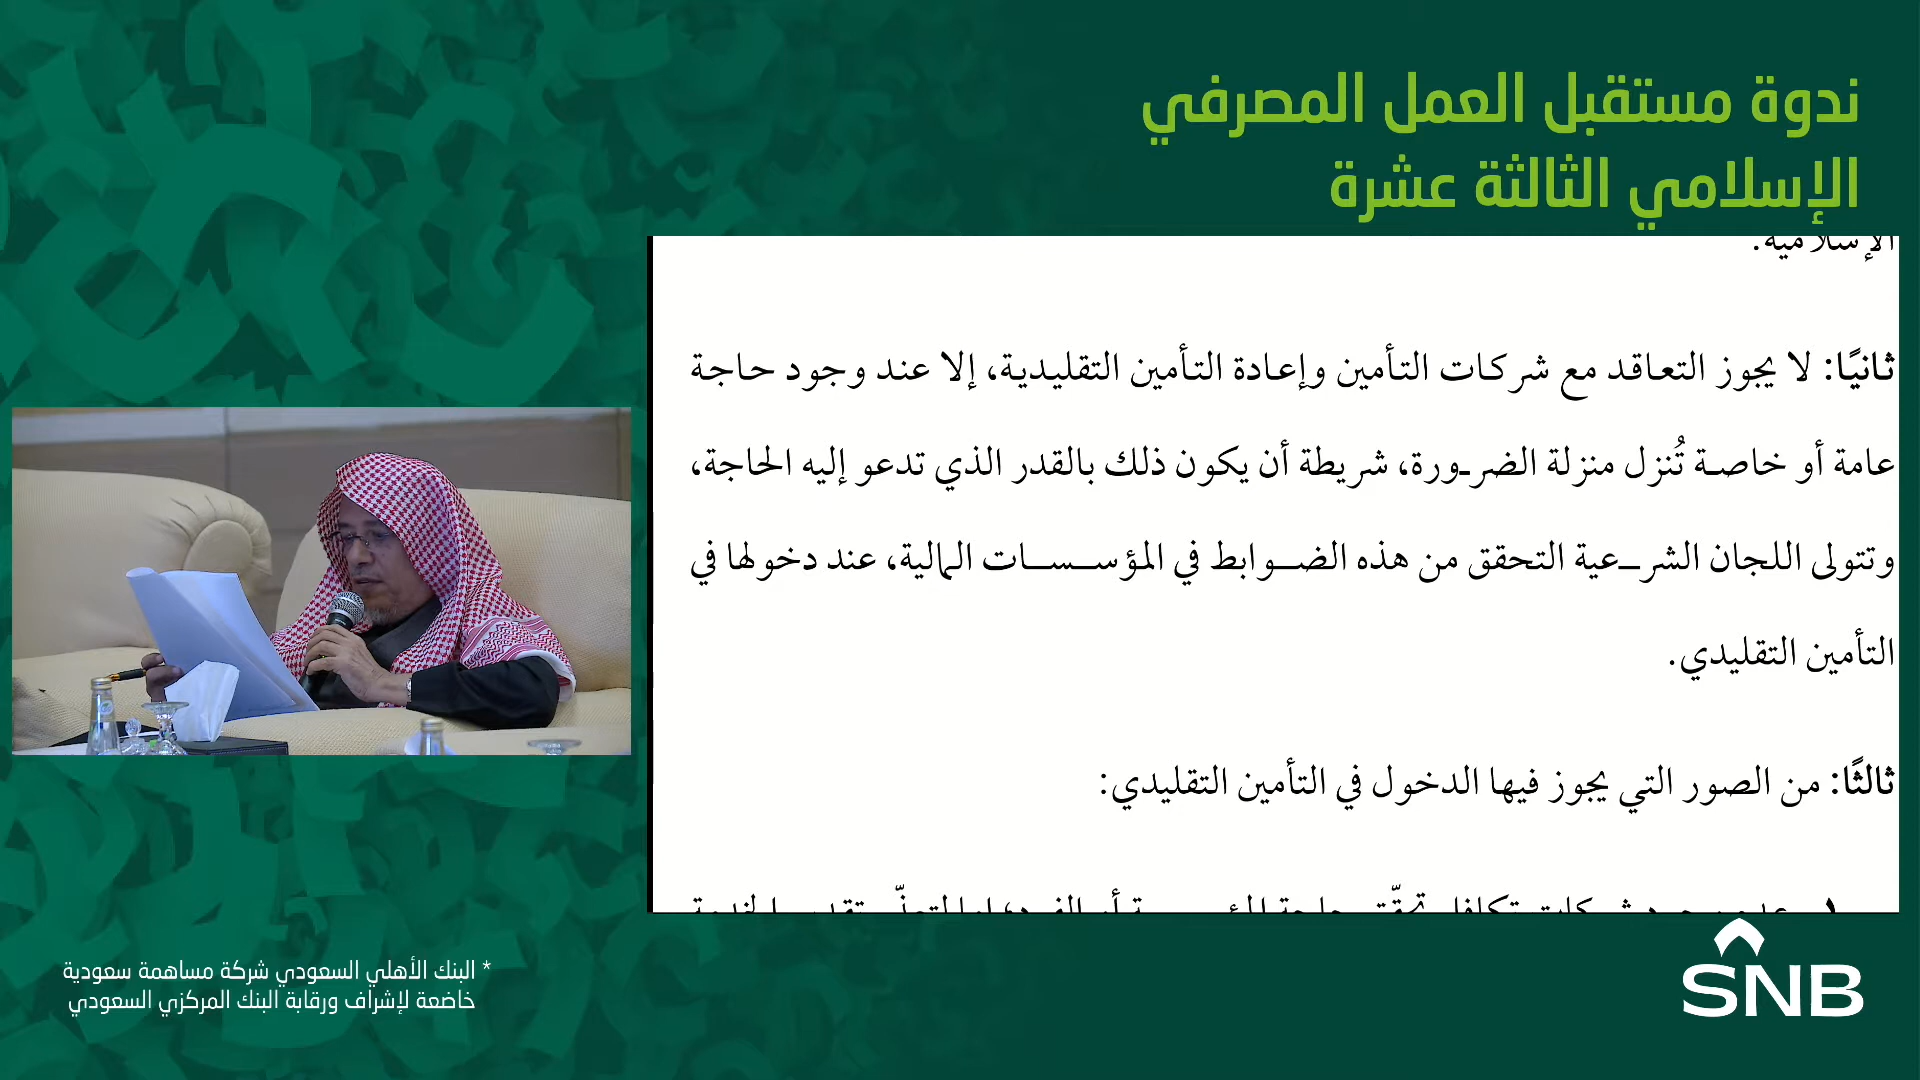 ندوة مستقبل العمل المصرفي
الإسلامي الثالثة عشرة
الإسلامية.
ثانيًا: لا يجوز التعاقد مع شركات التأمين وإعادة التأمين التقليدية، إلا عند وجود حاجة
عامة أو خاصة تُنزل منزلة الضرورة، شريطة أن يكون ذلك بالقدر الذي تدعو إليه الحاجة،
وتتولى اللجان الشرعية التحقق من هذه الضوابط في المؤسسات المالية، عند دخولها في
التأمين التقليدي.
ثالثًا: من الصور التي يجوز فيها الدخول في التأمين التقليدي:
* البنك الأهلي السعودي شركة مساهمة سعودية
خاضعة لإشراف ورقابة البنك المركزي السعودي
SNB